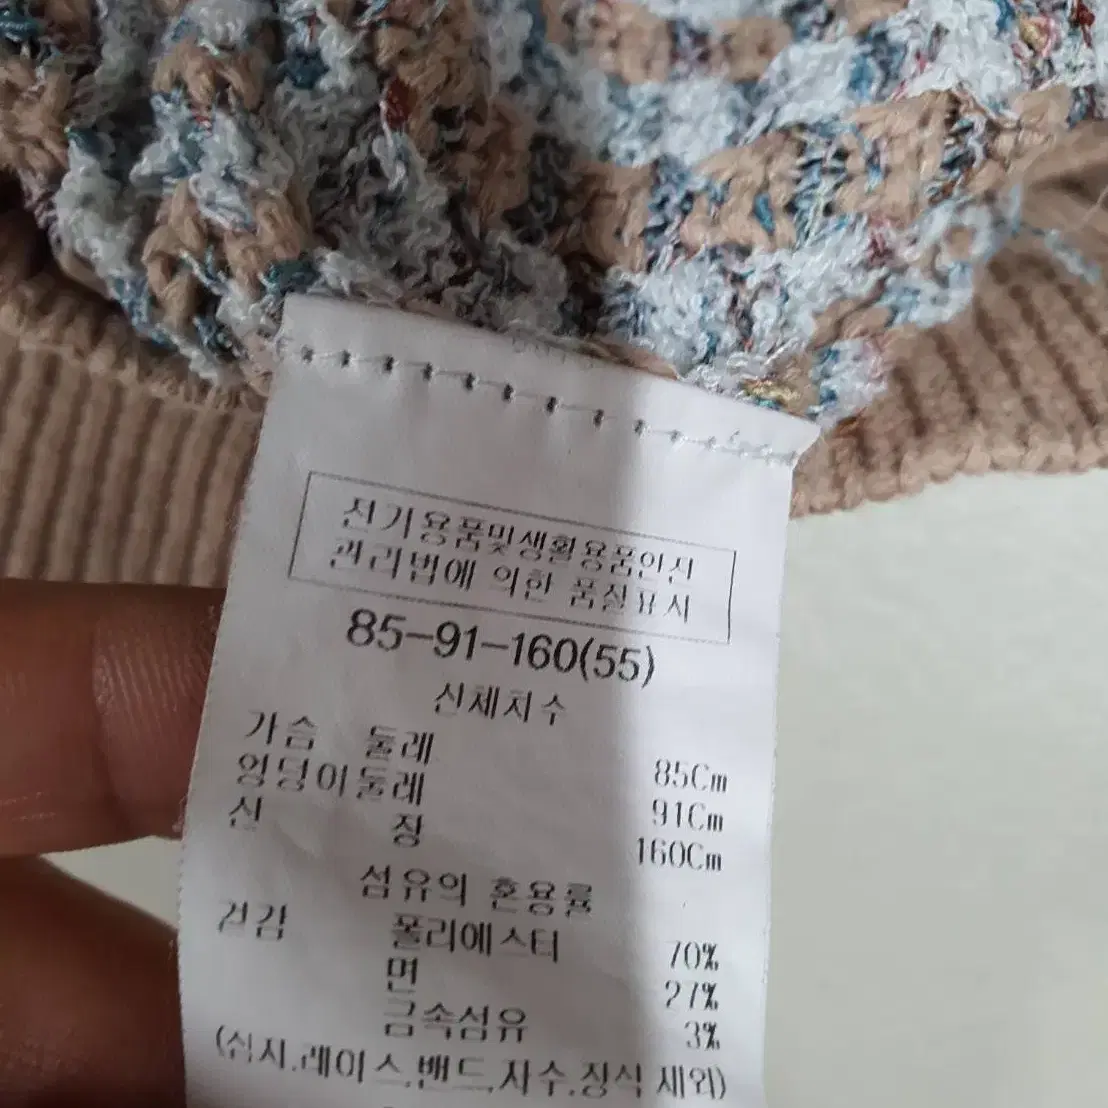 전기용품및생활용품안전
관리법에 의한 품질표시
85-91-160(55)
신체치수
가슴 둘레 85Cm
엉덩이둘레 91Cm
신 장 160Cm
섬유의 혼용률
겉감 폴리에스터 70%
면 27%
금속섬유 3%
(심지.레이스.밴드.자수.장식 제외)